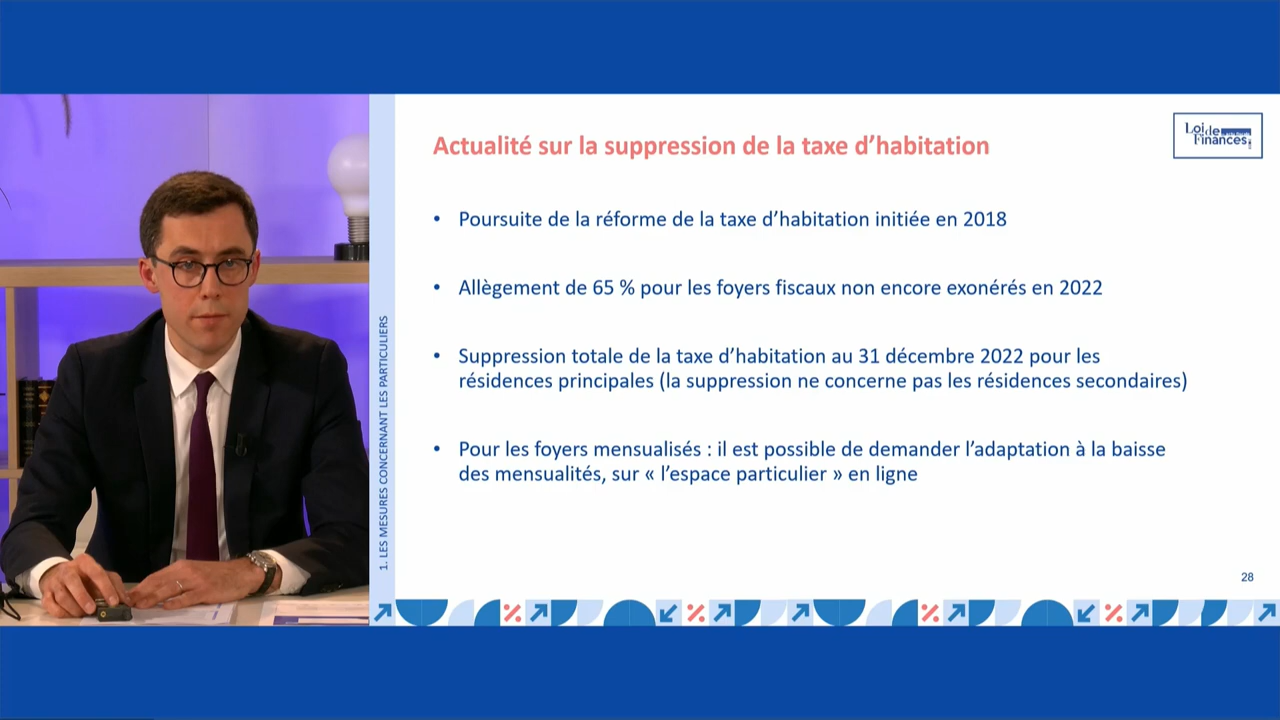 Actualité sur la suppression de la taxe d’habitation
Loi de
Finances
• Poursuite de la réforme de la taxe d’habitation initiée en 2018
• Allègement de 65 % pour les foyers fiscaux non encore exonérés en 2022
• Suppression totale de la taxe d’habitation au 31 décembre 2022 pour les
résidences principales (la suppression ne concerne pas les résidences secondaires)
• Pour les foyers mensualisés : il est possible de demander l’adaptation à la baisse
des mensualités, sur « l’espace particulier » en ligne
1. LES MESURES CONCERNANT LES PARTICULIERS
28